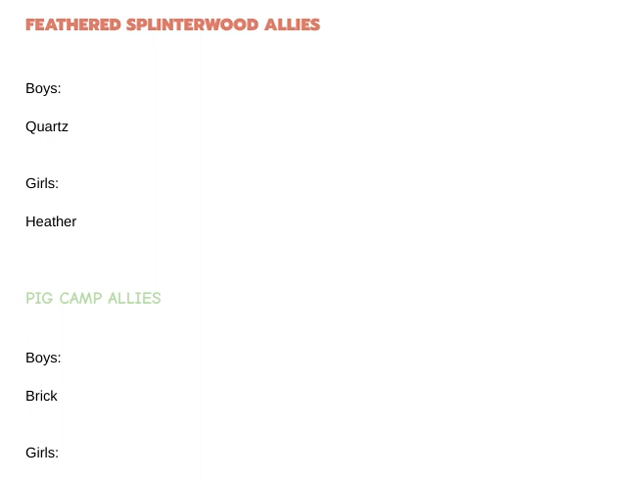 FEATHERED SPLINTERWOOD ALLIES
Boys:
Quartz
Girls:
Heather
PIG CAMP ALLIES
Boys:
Brick
Girls: